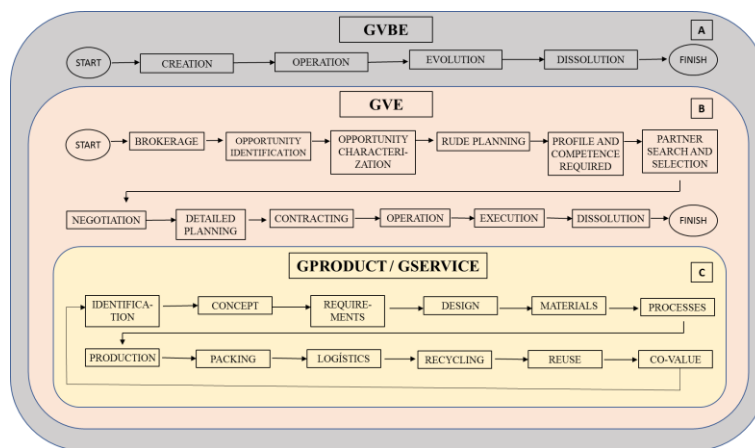 GVBE
A
START
CREATION
OPERATION
EVOLUTION
DISSOLUTION
FINISH
GVE
B
START
BROKERAGE
OPPORTUNITY
IDENTIFICATION
OPPORTUNITY
CHARACTERI-
ZATION
RUDE PLANNING
PROFILE AND
COMPETENCE
REQUIRED
PARTNER
SEARCH AND
SELECTION
NEGOTIATION
DETAILED
PLANNING
CONTRACTING
OPERATION
EXECUTION
DISSOLUTION
FINISH
GPRODUCT / GSERVICE
C
IDENTIFICA-
TION
CONCEPT
REQUIRE-
MENTS
DESIGN
MATERIALS
PROCESSES
PRODUCTION
PACKING
LOGÍSTICS
RECYCLING
REUSE
CO-VALUE